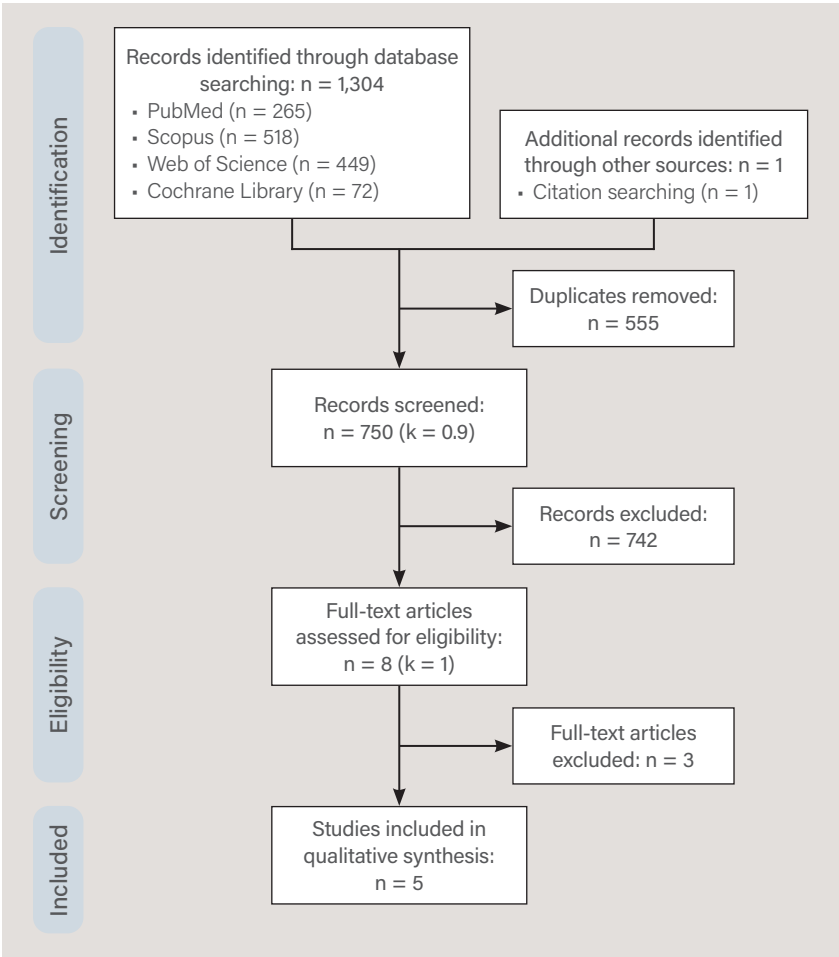 Identification
Records identified through database
searching: n = 1,304
▪ PubMed (n = 265)
▪ Scopus (n = 518)
▪ Web of Science (n = 449)
▪ Cochrane Library (n = 72)
Additional records identified
through other sources: n = 1
▪ Citation searching (n = 1)
Duplicates removed:
n = 555
Screening
Records screened:
n = 750 (k = 0.9)
Records excluded:
n = 742
Eligibility
Full-text articles
assessed for eligibility:
n = 8 (k = 1)
Full-text articles
excluded: n = 3
Included
Studies included in
qualitative synthesis:
n = 5